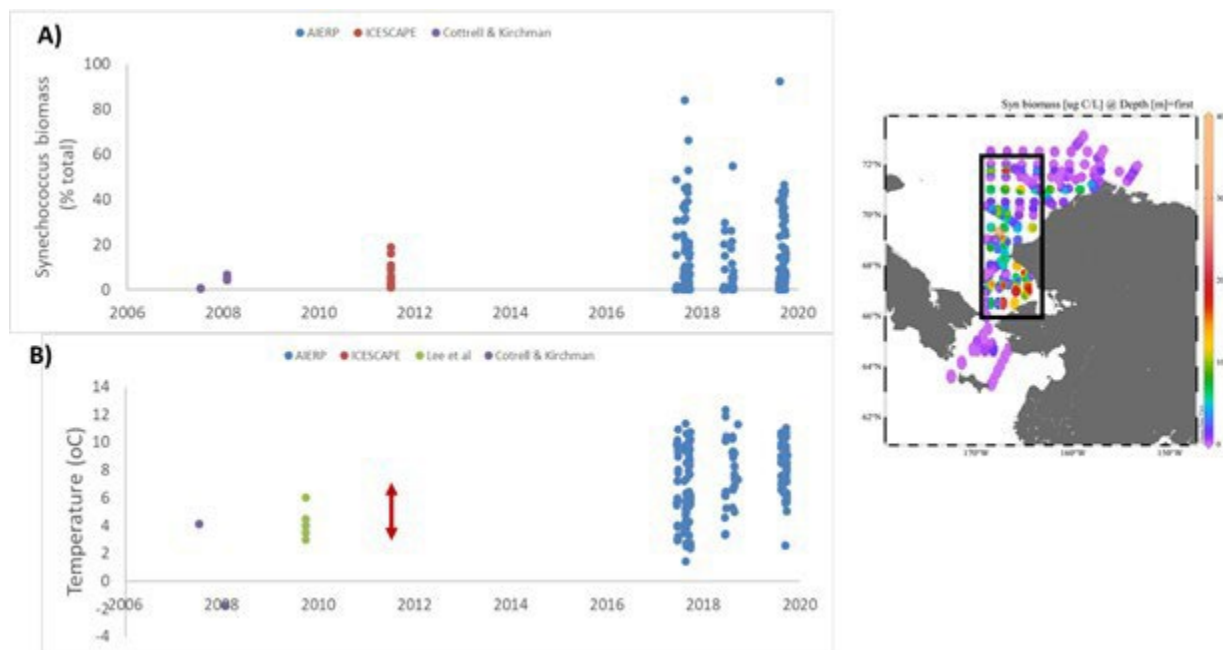 A)
AIERP ICESCAPE Cottrell & Kirchman
Synechococcus biomass
(% total)
100
80
60
40
20
0
2006 2008 2010 2012 2014 2016 2018 2020
B)
AIERP ICESCAPE Lee et al Cotrell & Kirchman
Temperature (oC)
14
12
10
8
6
4
2
0
-2
-4
2006 2008 2010 2012 2014 2016 2018 2020
Syn biomass [ug C/L] @ Depth [m]=first
72°N
70°N
68°N
66°N
64°N
62°N
170°W 160°W 150°W